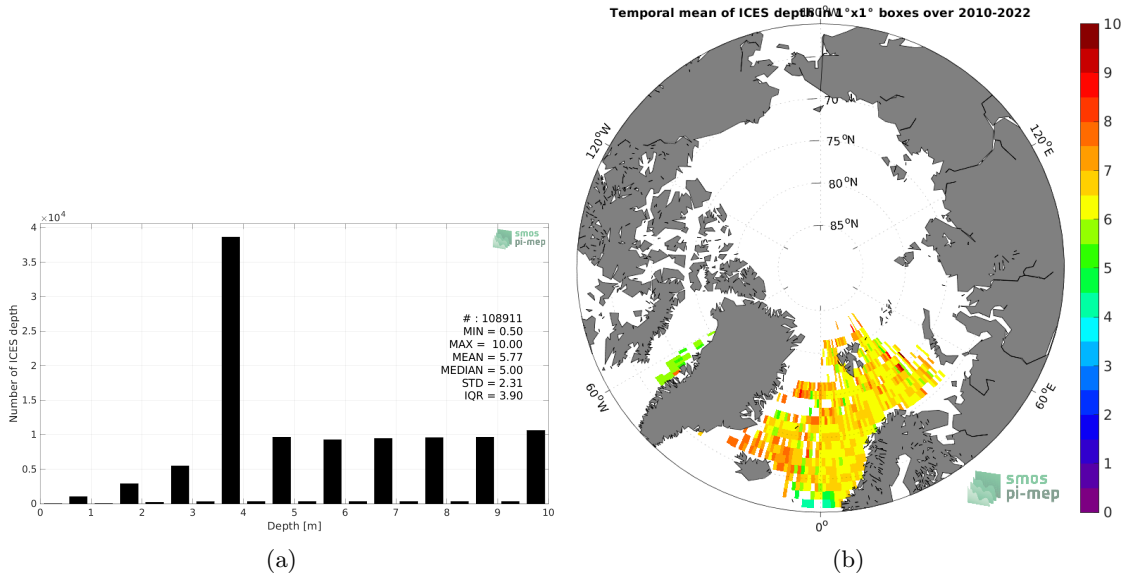 ×10⁴
4
3.5
3
2.5
2
1.5
1
0.5
0
Number of ICES depth
smos
pi-mep
# : 108911
MIN = 0.50
MAX = 10.00
MEAN = 5.77
MEDIAN = 5.00
STD = 2.31
IQR = 3.90
0 1 2 3 4 5 6 7 8 9 10
Depth [m]
(a)
Temporal mean of ICES depth in 1°x1° boxes over 2010-2022
180°W
120°W
120°E
70°N
75°N
80°N
85°N
60°W
60°E
0°
smos
pi-mep
10
9
8
7
6
5
4
3
2
1
0
(b)